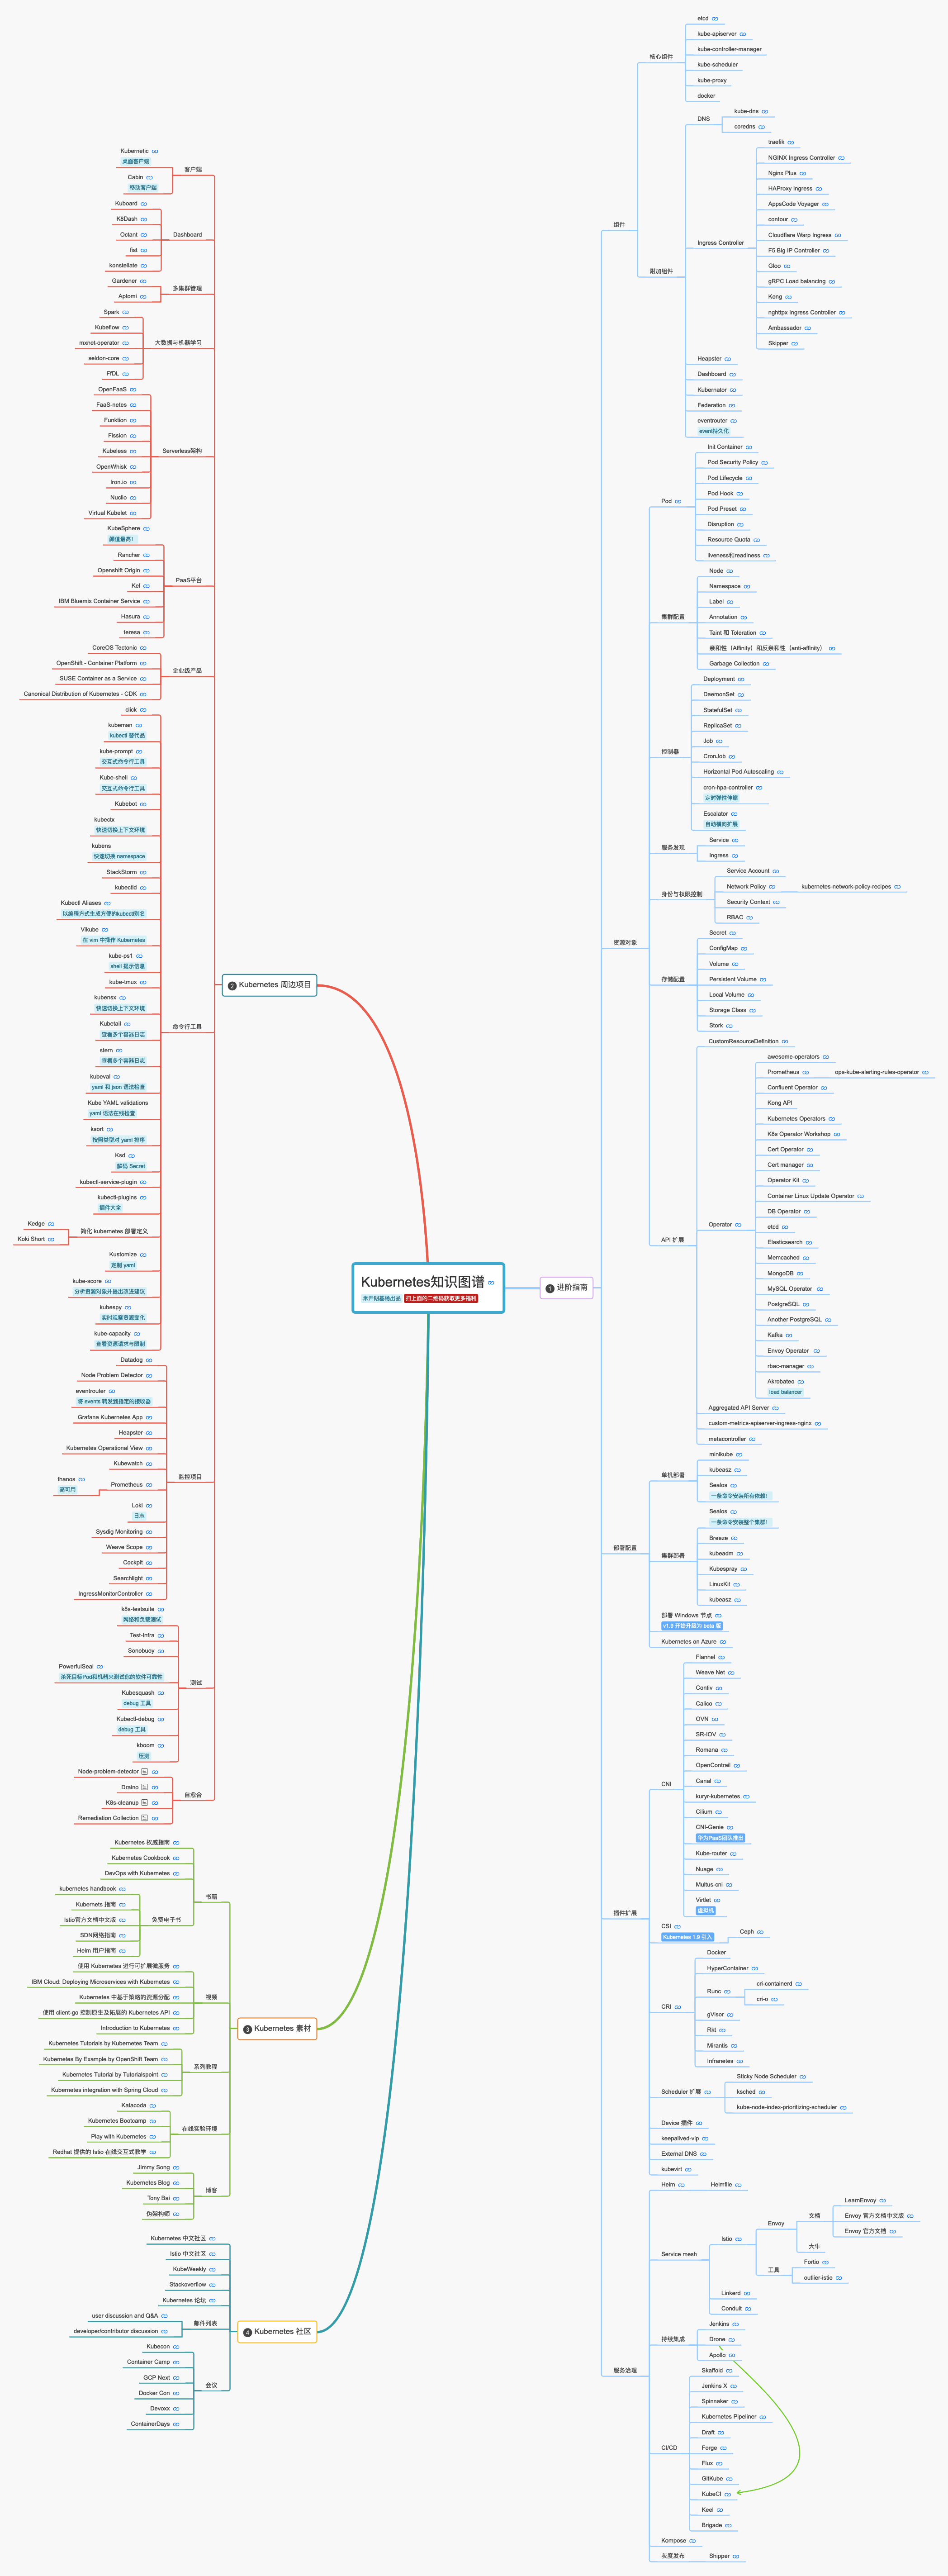 Kubernetes知识图谱
米开朗基杨出品 扫上面的二维码获取更多福利
1 进阶指南
组件
核心组件
etcd
kube-apiserver
kube-controller-manager
kube-scheduler
kube-proxy
docker
附加组件
DNS
kube-dns
coredns
Ingress Controller
traefik
NGINX Ingress Controller
Nginx Plus
HAProxy Ingress
AppsCode Voyager
contour
Cloudflare Warp Ingress
F5 Big IP Controller
Gloo
gRPC Load balancing
Kong
nghttpx Ingress Controller
Ambassador
Skipper
Heapster
Dashboard
Kubernator
Federation
eventrouter
event持久化
资源对象
Pod
Init Container
Pod Security Policy
Pod Lifecycle
Pod Hook
Pod Preset
Disruption
Resource Quota
liveness和readiness
集群配置
Node
Namespace
Label
Annotation
Taint 和 Toleration
亲和性（Affinity）和反亲和性（anti-affinity）
Garbage Collection
控制器
Deployment
DaemonSet
StatefulSet
ReplicaSet
Job
CronJob
Horizontal Pod Autoscaling
cron-hpa-controller
定时弹性伸缩
Escalator
自动横向扩展
服务发现
Service
Ingress
身份与权限控制
Service Account
Network Policy
kubernetes-network-policy-recipes
Security Context
RBAC
存储配置
Secret
ConfigMap
Volume
Persistent Volume
Local Volume
Storage Class
Stork
API 扩展
CustomResourceDefinition
Operator
awesome-operators
Prometheus
ops-kube-alerting-rules-operator
Confluent Operator
Kong API
Kubernetes Operators
K8s Operator Workshop
Cert Operator
Cert manager
Operator Kit
Container Linux Update Operator
DB Operator
etcd
Elasticsearch
Memcached
MongoDB
MySQL Operator
PostgreSQL
Another PostgreSQL
Kafka
Envoy Operator
rbac-manager
Akrobateo
load balancer
Aggregated API Server
custom-metrics-apiserver-ingress-nginx
metacontroller
部署配置
单机部署
minikube
kubeasz
Sealos
一条命令安装所有依赖！
集群部署
Sealos
一条命令安装整个集群！
Breeze
kubeadm
Kubespray
LinuxKit
kubeasz
部署 Windows 节点
v1.9 开始升级为 beta 版
Kubernetes on Azure
插件扩展
CNI
Flannel
Weave Net
Contiv
Calico
OVN
SR-IOV
Romana
OpenContrail
Canal
kuryr-kubernetes
Cilium
CNI-Genie
华为PaaS团队推出
Kube-router
Nuage
Multus-cni
Virtlet
虚拟机
CSI
Kubernetes 1.9 引入
Ceph
CRI
Docker
HyperContainer
Runc
cri-containerd
cri-o
gVisor
Rkt
Mirantis
Infranetes
Scheduler 扩展
Sticky Node Scheduler
ksched
kube-node-index-prioritizing-scheduler
Device 插件
keepalived-vip
External DNS
kubevirt
服务治理
Helm
Helmfile
Service mesh
Istio
Envoy
文档
LearnEnvoy
Envoy 官方文档中文版
Envoy 官方文档
大牛
工具
Fortio
outlier-istio
Linkerd
Conduit
持续集成
Jenkins
Drone
Apollo
CI/CD
Skaffold
Jenkins X
Spinnaker
Kubernetes Pipeliner
Draft
Forge
Flux
GitKube
KubeCI
Keel
Brigade
Kompose
灰度发布
Shipper
2 Kubernetes 周边项目
客户端
Kubernetic
桌面客户端
Cabin
移动客户端
Dashboard
Kuboard
K8Dash
Octant
fist
konstellate
多集群管理
Gardener
Aptomi
大数据与机器学习
Spark
Kubeflow
mxnet-operator
seldon-core
FfDL
Serverless架构
OpenFaaS
FaaS-netes
Funktion
Fission
Kubeless
OpenWhisk
Iron.io
Nuclio
Virtual Kubelet
PaaS平台
KubeSphere
颜值最高！
Rancher
Openshift Origin
Kel
IBM Bluemix Container Service
Hasura
teresa
企业级产品
CoreOS Tectonic
OpenShift - Container Platform
SUSE Container as a Service
Canonical Distribution of Kubernetes - CDK
命令行工具
click
kubeman
kubectl 替代品
kube-prompt
交互式命令行工具
Kube-shell
交互式命令行工具
Kubebot
kubectx
快速切换上下文环境
kubens
快速切换 namespace
StackStorm
kubectld
Kubectl Aliases
以编程方式生成方便的kubectl别名
Vikube
在 vim 中操作 Kubernetes
kube-ps1
shell 提示信息
kube-tmux
kubensx
快速切换上下文环境
Kubetail
查看多个容器日志
stern
查看多个容器日志
kubeval
yaml 和 json 语法检查
Kube YAML validations
yaml 语法在线检查
ksort
按照类型对 yaml 排序
Ksd
解码 Secret
kubectl-service-plugin
kubectl-plugins
插件大全
简化 kubernetes 部署定义
Kedge
Koki Short
Kustomize
定制 yaml
kube-score
分析资源对象并提出改进建议
kubespy
实时观察资源变化
kube-capacity
查看资源请求与限制
监控项目
Datadog
Node Problem Detector
eventrouter
将 events 转发到指定的接收器
Grafana Kubernetes App
Heapster
Kubernetes Operational View
Kubewatch
Prometheus
thanos
高可用
Loki
日志
Sysdig Monitoring
Weave Scope
Cockpit
Searchlight
IngressMonitorController
测试
k8s-testsuite
网络和负载测试
Test-Infra
Sonobuoy
PowerfulSeal
杀死目标Pod和机器来测试你的软件可靠性
Kubesquash
debug 工具
Kubectl-debug
debug 工具
kboom
压测
自愈合
Node-problem-detector
Draino
K8s-cleanup
Remediation Collection
3 Kubernetes 素材
书籍
Kubernetes 权威指南
Kubernetes Cookbook
DevOps with Kubernetes
免费电子书
kubernetes handbook
Kubernets 指南
Istio官方文档中文版
SDN网络指南
Helm 用户指南
视频
使用 Kubernetes 进行可扩展微服务
IBM Cloud: Deploying Microservices with Kubernetes
Kubernetes 中基于策略的资源分配
使用 client-go 控制原生及拓展的 Kubernetes API
Introduction to Kubernetes
系列教程
Kubernetes Tutorials by Kubernetes Team
Kubernetes By Example by OpenShift Team
Kubernetes Tutorial by Tutorialspoint
Kubernetes integration with Spring Cloud
在线实验环境
Katacoda
Kubernetes Bootcamp
Play with Kubernetes
Redhat 提供的 Istio 在线交互式教学
博客
Jimmy Song
Kubernetes Blog
Tony Bai
伪架构师
4 Kubernetes 社区
Kubernetes 中文社区
Istio 中文社区
KubeWeekly
Stackoverflow
Kubernetes 论坛
邮件列表
user discussion and Q&A
developer/contributor discussion
会议
Kubecon
Container Camp
GCP Next
Docker Con
Devoxx
ContainerDays